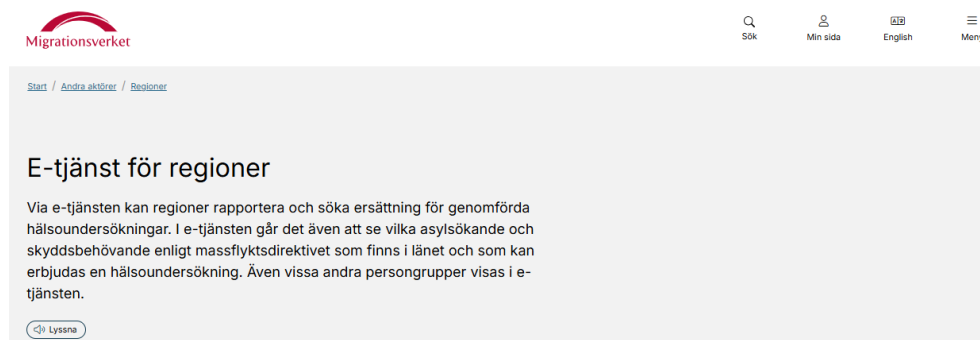 Migrationsverket
Sök
Min sida
English
Start / Andra aktörer / Regioner
E-tjänst för regioner
Via e-tjänsten kan regioner rapportera och söka ersättning för genomförda
hälsoundersökningar. I e-tjänsten går det även att se vilka asylsökande och
skyddsbehövande enligt massflyktsdirektivet som finns i länet och som kan
erbjudas en hälsoundersökning. Även vissa andra persongrupper visas i e-
tjänsten.
Lyssna